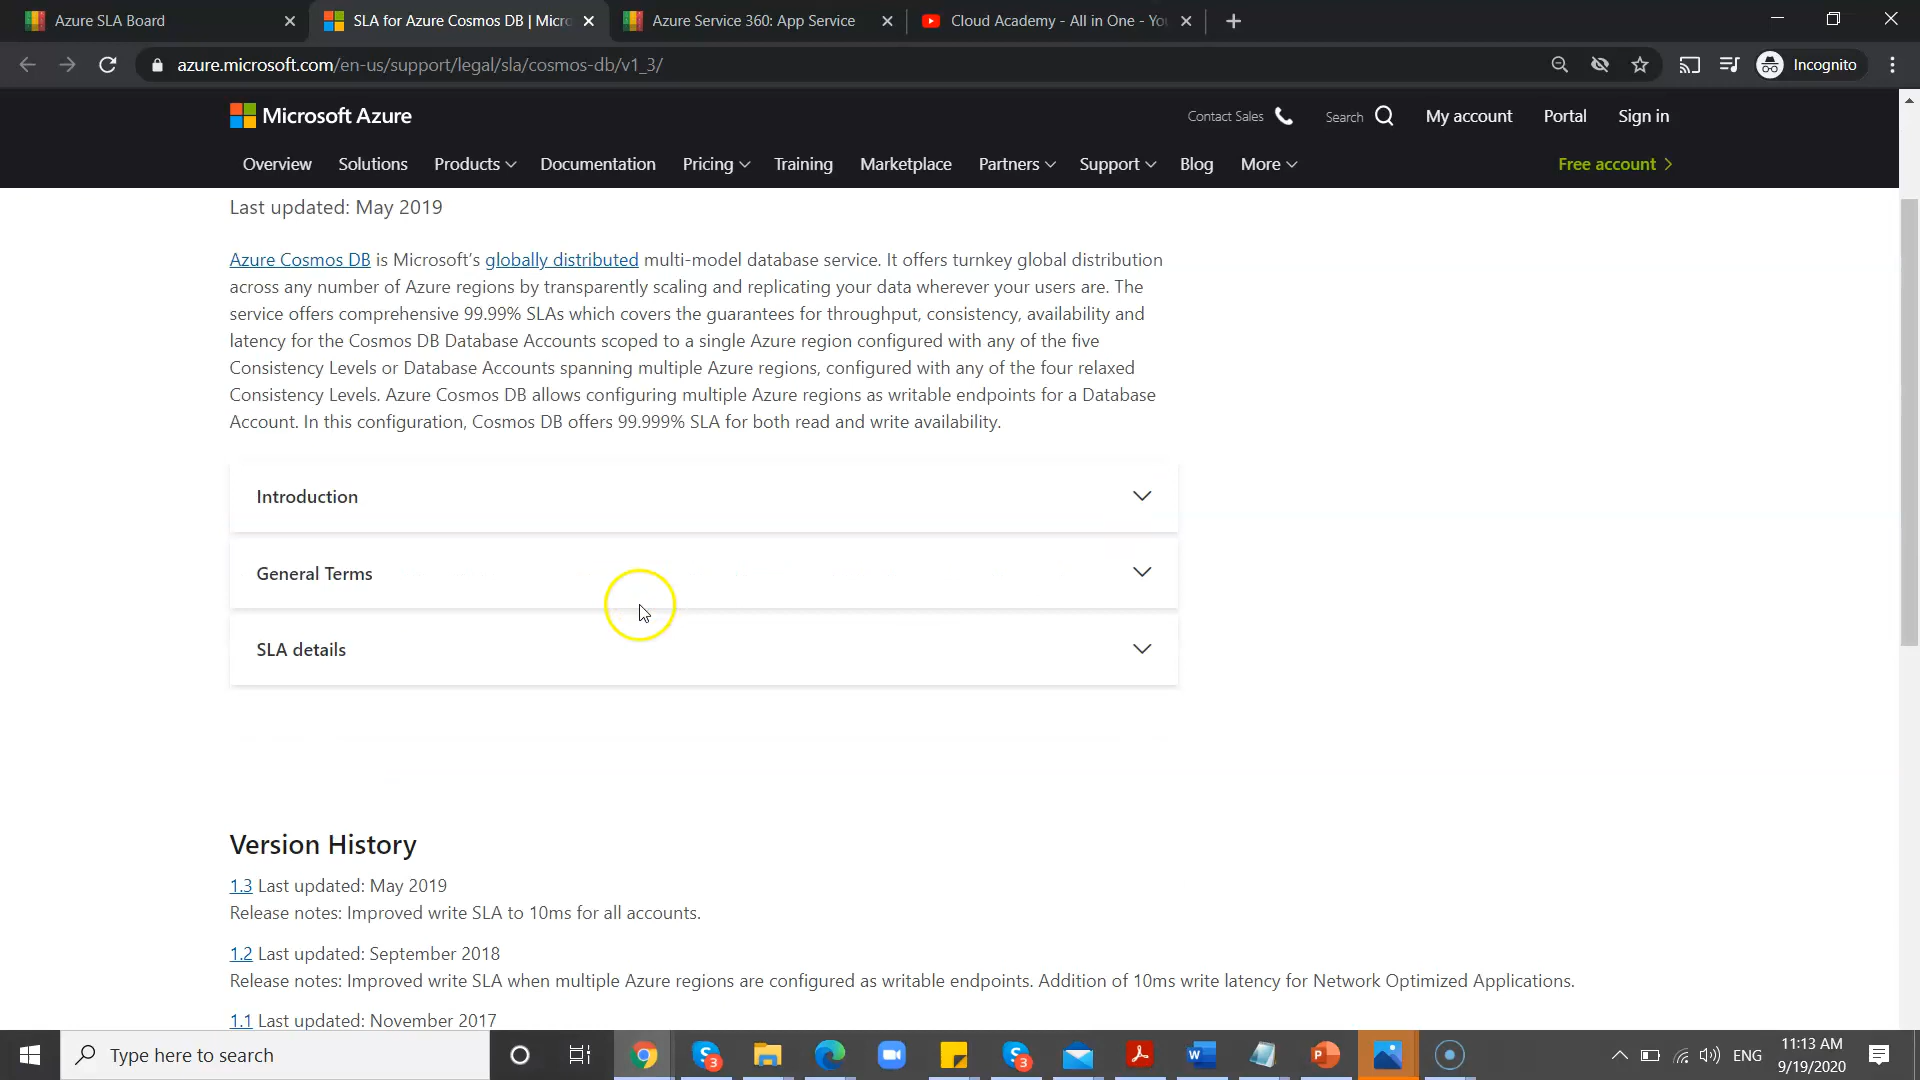 Azure SLA Board
SLA for Azure Cosmos DB | Micro
Azure Service 360: App Service
Cloud Academy - All in One - You
azure.microsoft.com/en-us/support/legal/sla/cosmos-db/v1_3/
Incognito
Microsoft Azure
Contact Sales
Search
My account
Portal
Sign in
Overview
Solutions
Products
Documentation
Pricing
Training
Marketplace
Partners
Support
Blog
More
Free account
Last updated: May 2019
Azure Cosmos DB is Microsoft’s globally distributed multi-model database service. It offers turnkey global distribution
across any number of Azure regions by transparently scaling and replicating your data wherever your users are. The
service offers comprehensive 99.99% SLAs which covers the guarantees for throughput, consistency, availability and
latency for the Cosmos DB Database Accounts scoped to a single Azure region configured with any of the five
Consistency Levels or Database Accounts spanning multiple Azure regions, configured with any of the four relaxed
Consistency Levels. Azure Cosmos DB allows configuring multiple Azure regions as writable endpoints for a Database
Account. In this configuration, Cosmos DB offers 99.999% SLA for both read and write availability.
Introduction
General Terms
SLA details
Version History
1.3 Last updated: May 2019
Release notes: Improved write SLA to 10ms for all accounts.
1.2 Last updated: September 2018
Release notes: Improved write SLA when multiple Azure regions are configured as writable endpoints. Addition of 10ms write latency for Network Optimized Applications.
1.1 Last updated: November 2017
Type here to search
3
3
ENG
11:13 AM
9/19/2020